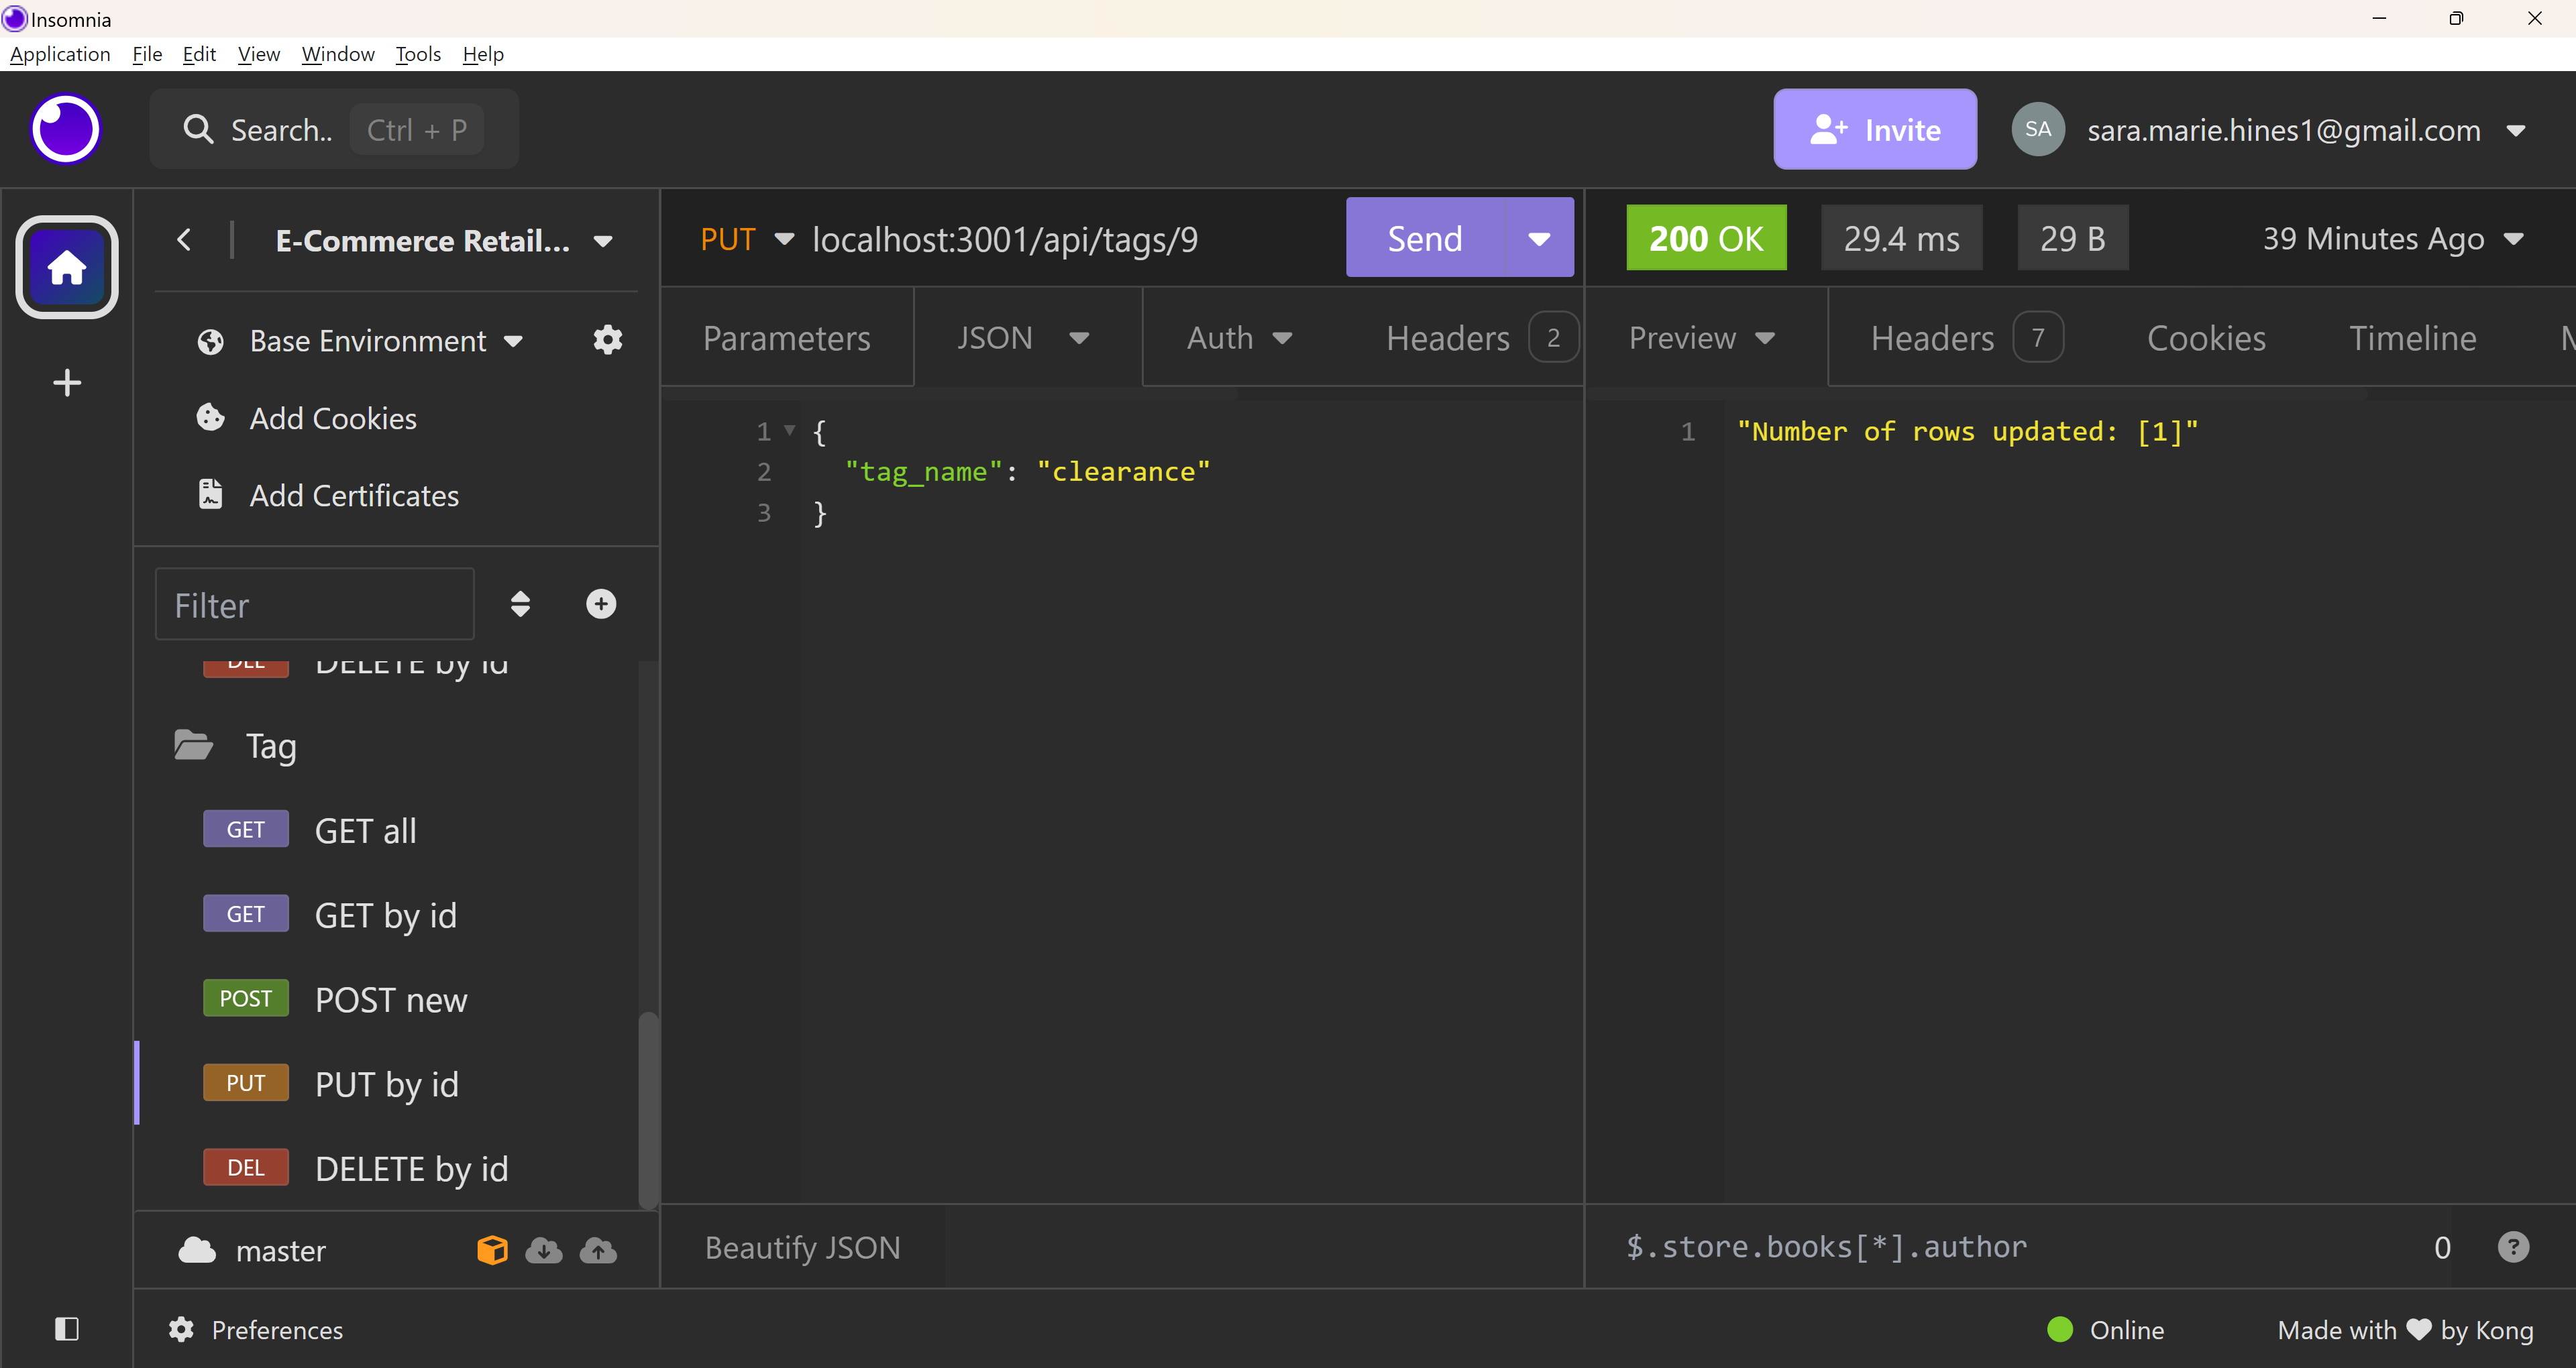 Insomnia
Application File Edit View Window Tools Help
Search.. Ctrl + P
Invite
SA sara.marie.hines1@gmail.com
E-Commerce Retail...
PUT localhost:3001/api/tags/9
Send
200 OK 29.4 ms 29 B 39 Minutes Ago
Base Environment
Parameters JSON Auth Headers 2
Preview Headers 7 Cookies Timeline
Add Cookies
Add Certificates
1 {
2 "tag_name": "clearance"
3 }
1 "Number of rows updated: [1]"
Filter
DEL DELETE by id
Tag
GET GET all
GET GET by id
POST POST new
PUT PUT by id
DEL DELETE by id
master
Beautify JSON
$.store.books[*].author 0 ?
Preferences
Online Made with ❤ by Kong